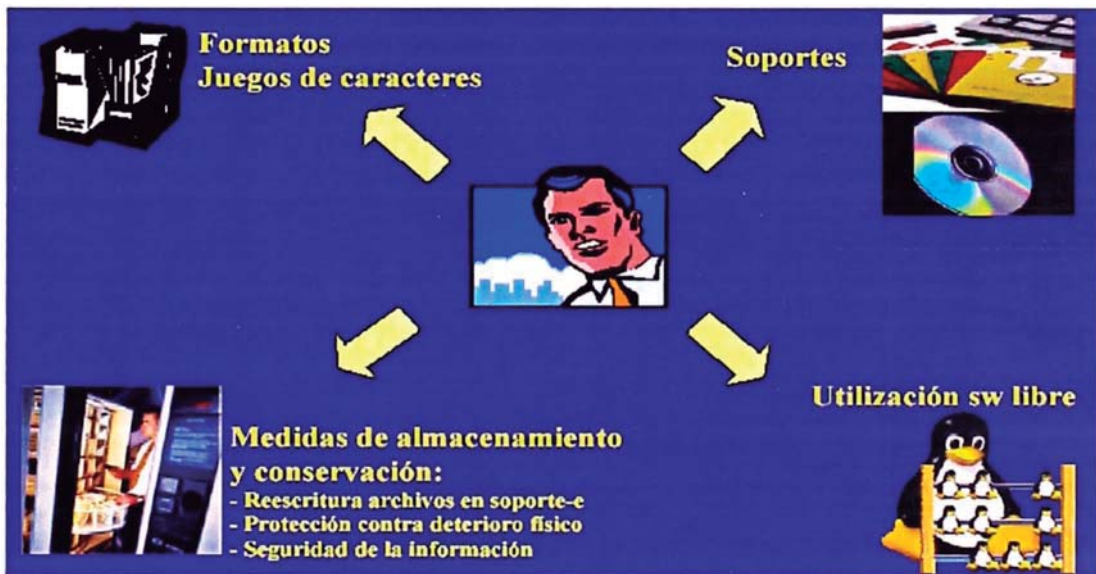 Formatos
Juegos de caracteres
Soportes
Utilización sw libre
Medidas de almacenamiento
y conservación:
- Reescritura archivos en soporte-e
- Protección contra deterioro físico
- Seguridad de la información